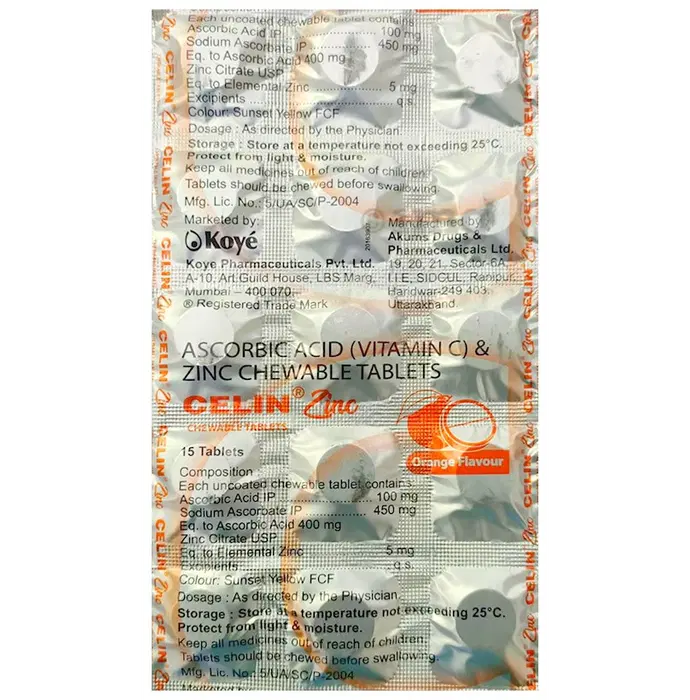 Each uncoated chewable tablet contains
Ascorbic Acid IP ............ 100 mg
Sodium Ascorbate IP ............ 450 mg
Eq. to Ascorbic Acid 400 mg
Zinc Citrate USP
Eq. to Elemental Zinc ............ 5 mg
Excipients ............ q.s.
Colour: Sunset Yellow FCF
Dosage : As directed by the Physician.
Storage : Store at a temperature not exceeding 25°C.
Protect from light & moisture.
Keep all medicines out of reach of children.
Tablets should be chewed before swallowing.
Mfg. Lic. No.: 5/UA/SC/P-2004
Marketed by:
Koyé
Koye Pharmaceuticals Pvt. Ltd.
A-10, Art Guild House, LBS Marg,
Mumbai - 400 070.
® Registered Trade Mark
Manufactured by
Akums Drugs &
Pharmaceuticals Ltd.
19, 20, 21, Sector-6A,
I.I.E, SIDCUL, Ranipur,
Haridwar-249 403,
Uttarakhand.
ASCORBIC ACID (VITAMIN C) &
ZINC CHEWABLE TABLETS
CELIN® Zinc
CHEWABLE TABLETS
Orange Flavour
15 Tablets
Composition
Each uncoated chewable tablet contains
Ascorbic Acid IP ............ 100 mg
Sodium Ascorbate IP ............ 450 mg
Eq. to Ascorbic Acid 400 mg
Zinc Citrate USP
Eq. to Elemental Zinc ............ 5 mg
Excipients ............ q.s.
Colour: Sunset Yellow FCF
Dosage : As directed by the Physician.
Storage : Store at a temperature not exceeding 25°C.
Protect from light & moisture.
Keep all medicines out of reach of children.
Tablets should be chewed before swallowing.
Mfg. Lic. No.: 5/UA/SC/P-2004
CELIN Zinc CELIN Zinc CELIN Zinc CELIN Zinc
CELIN Zinc CELIN Zinc CELIN Zinc CELIN Zinc